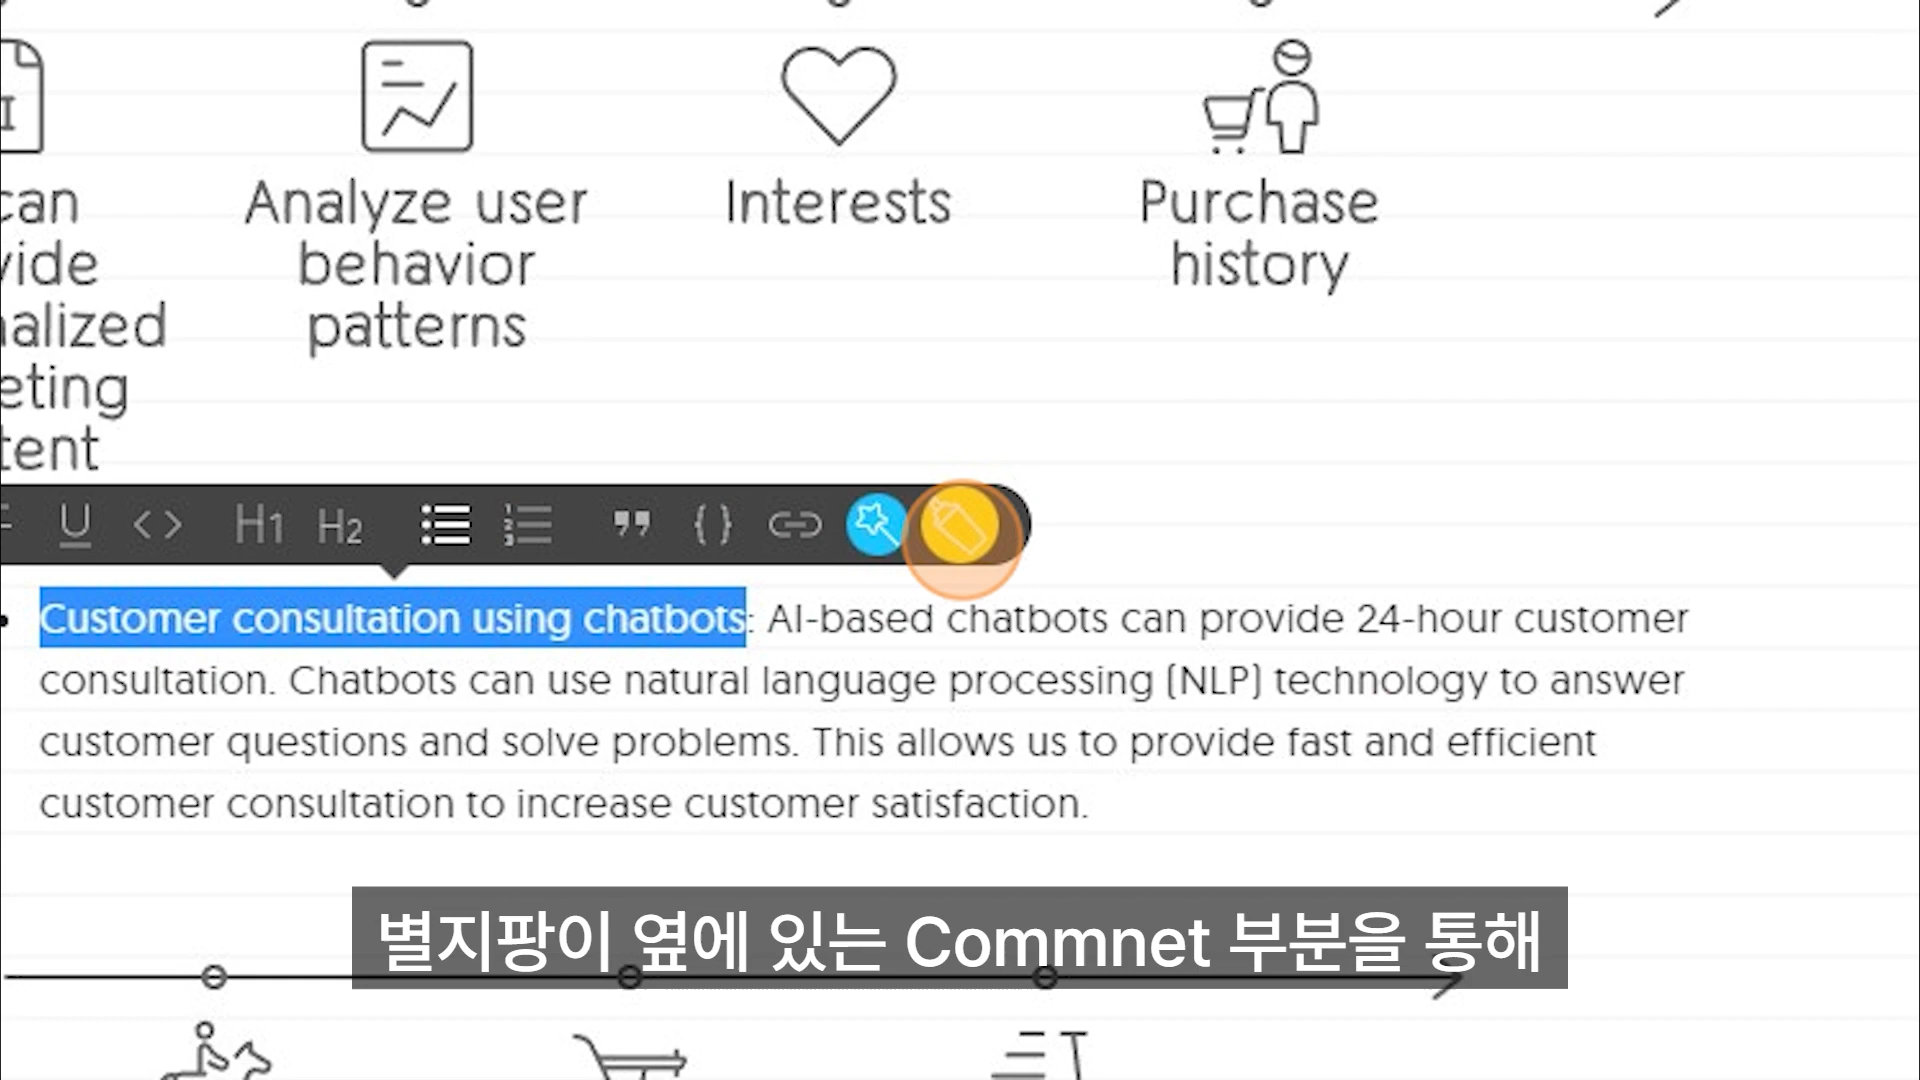 can
vide
nalized
eting
tent
Analyze user
behavior
patterns
Interests
Purchase
history
U <> H1 H2 {}
Customer consultation using chatbots: AI-based chatbots can provide 24-hour customer
consultation. Chatbots can use natural language processing (NLP) technology to answer
customer questions and solve problems. This allows us to provide fast and efficient
customer consultation to increase customer satisfaction.
별지팡이 옆에 있는 Commnet 부분을 통해